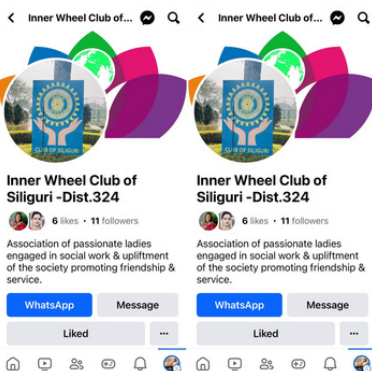 Inner Wheel Club of...
CLUB OF SILIGURI
Inner Wheel Club of
Siliguri -Dist.324
6 likes • 11 followers
Association of passionate ladies
engaged in social work & upliftment
of the society promoting friendship &
service.
WhatsApp
Message
Liked
Inner Wheel Club of...
CLUB OF SILIGURI
Inner Wheel Club of
Siliguri -Dist.324
6 likes • 11 followers
Association of passionate ladies
engaged in social work & upliftment
of the society promoting friendship &
service.
WhatsApp
Message
Liked